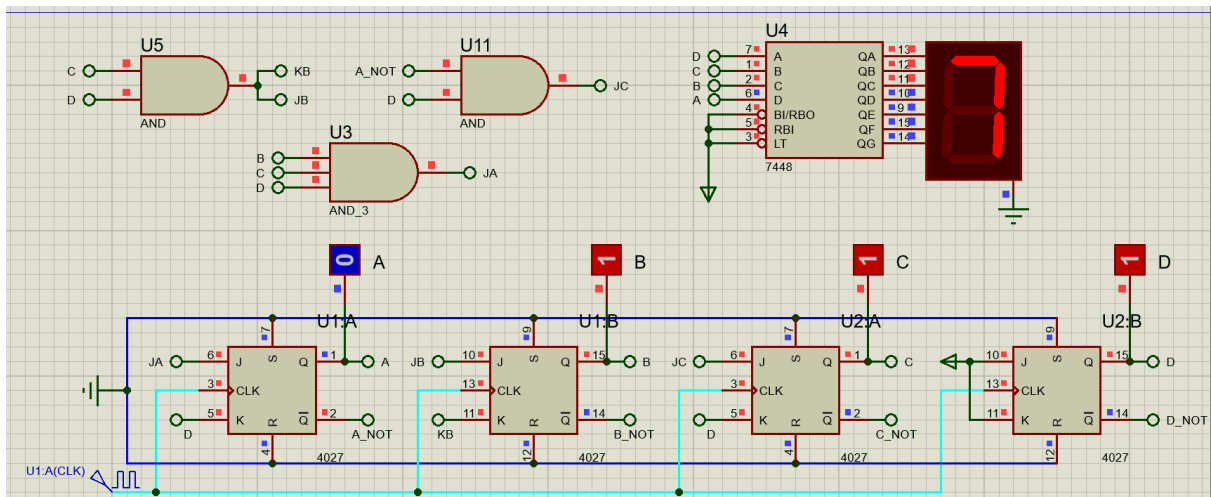 U5
C
D
KB
JB
AND
U11
A_NOT
D
JC
AND
U3
B
C
D
JA
AND_3
U4
D 7 A QA 13
C 1 B QB 12
B 2 C QC 11
A 6 D QD 10
4 BI/RBO QE 9
5 RBI QF 15
3 LT QG 14
7448
7
0 A
1 B
1 C
1 D
U1:A
7
S
JA 6 J Q 1 A
3 CLK
D 5 K Q 2 A_NOT
R
4
4027
U1:B
9
S
JB 10 J Q 15 B
13 CLK
KB 11 K Q 14 B_NOT
R
12
4027
U2:A
7
S
JC 6 J Q 1 C
3 CLK
D 5 K Q 2 C_NOT
R
4
4027
U2:B
9
S
10 J Q 15 D
13 CLK
11 K Q 14 D_NOT
R
12
4027
U1:A(CLK)